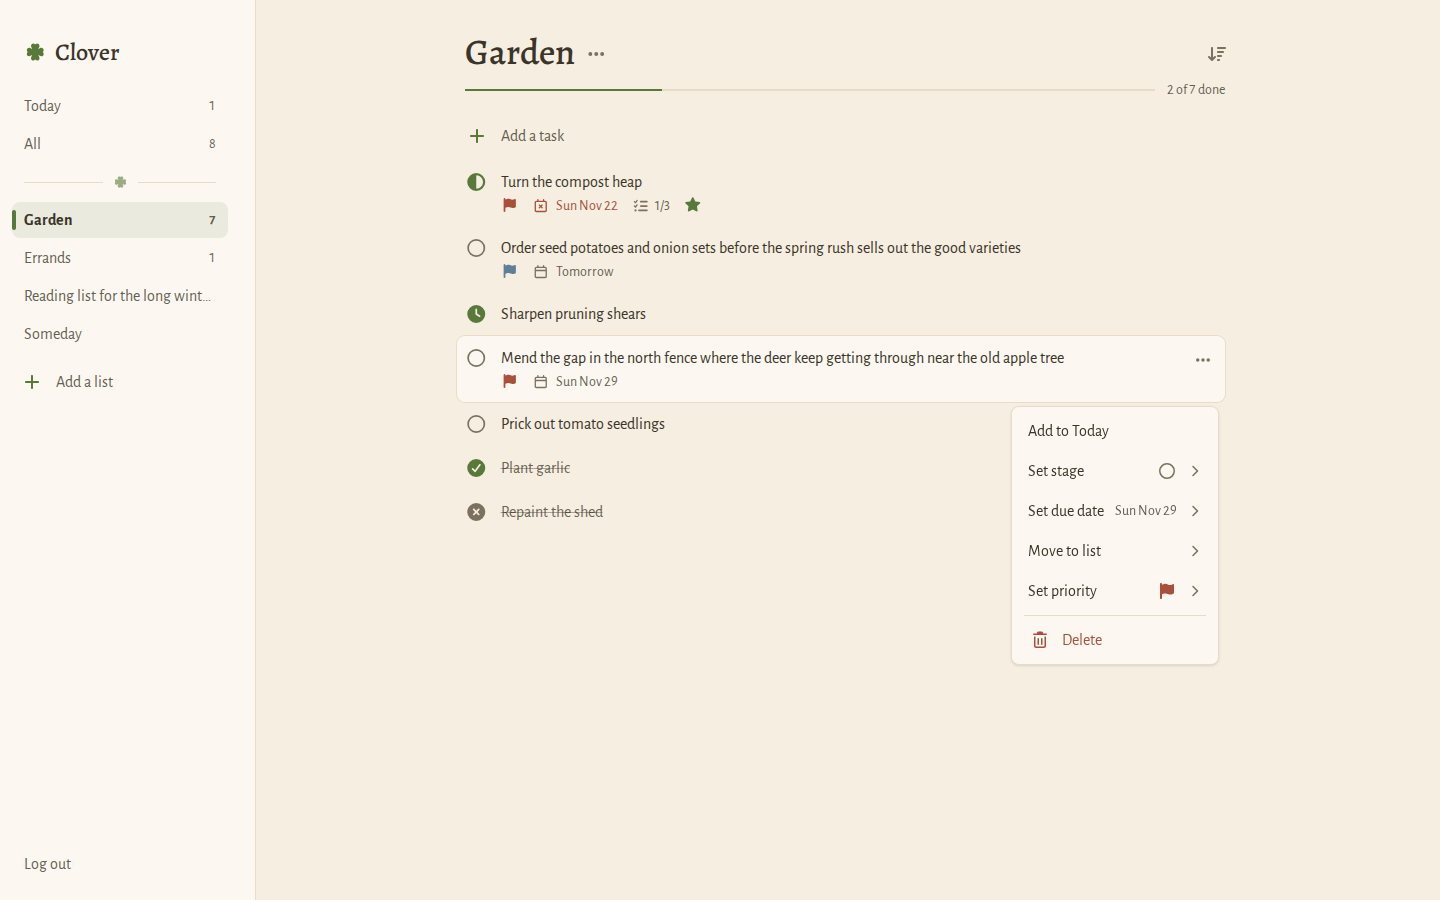 Clover
Today 1
All 8
Garden 7
Errands 1
Reading list for the long wint…
Someday
Add a list
Log out
Garden
2 of 7 done
Add a task
Turn the compost heap
Sun Nov 22 1/3
Order seed potatoes and onion sets before the spring rush sells out the good varieties
Tomorrow
Sharpen pruning shears
Mend the gap in the north fence where the deer keep getting through near the old apple tree
Sun Nov 29
Prick out tomato seedlings
Plant garlic
Repaint the shed
Add to Today
Set stage
Set due date Sun Nov 29
Move to list
Set priority
Delete